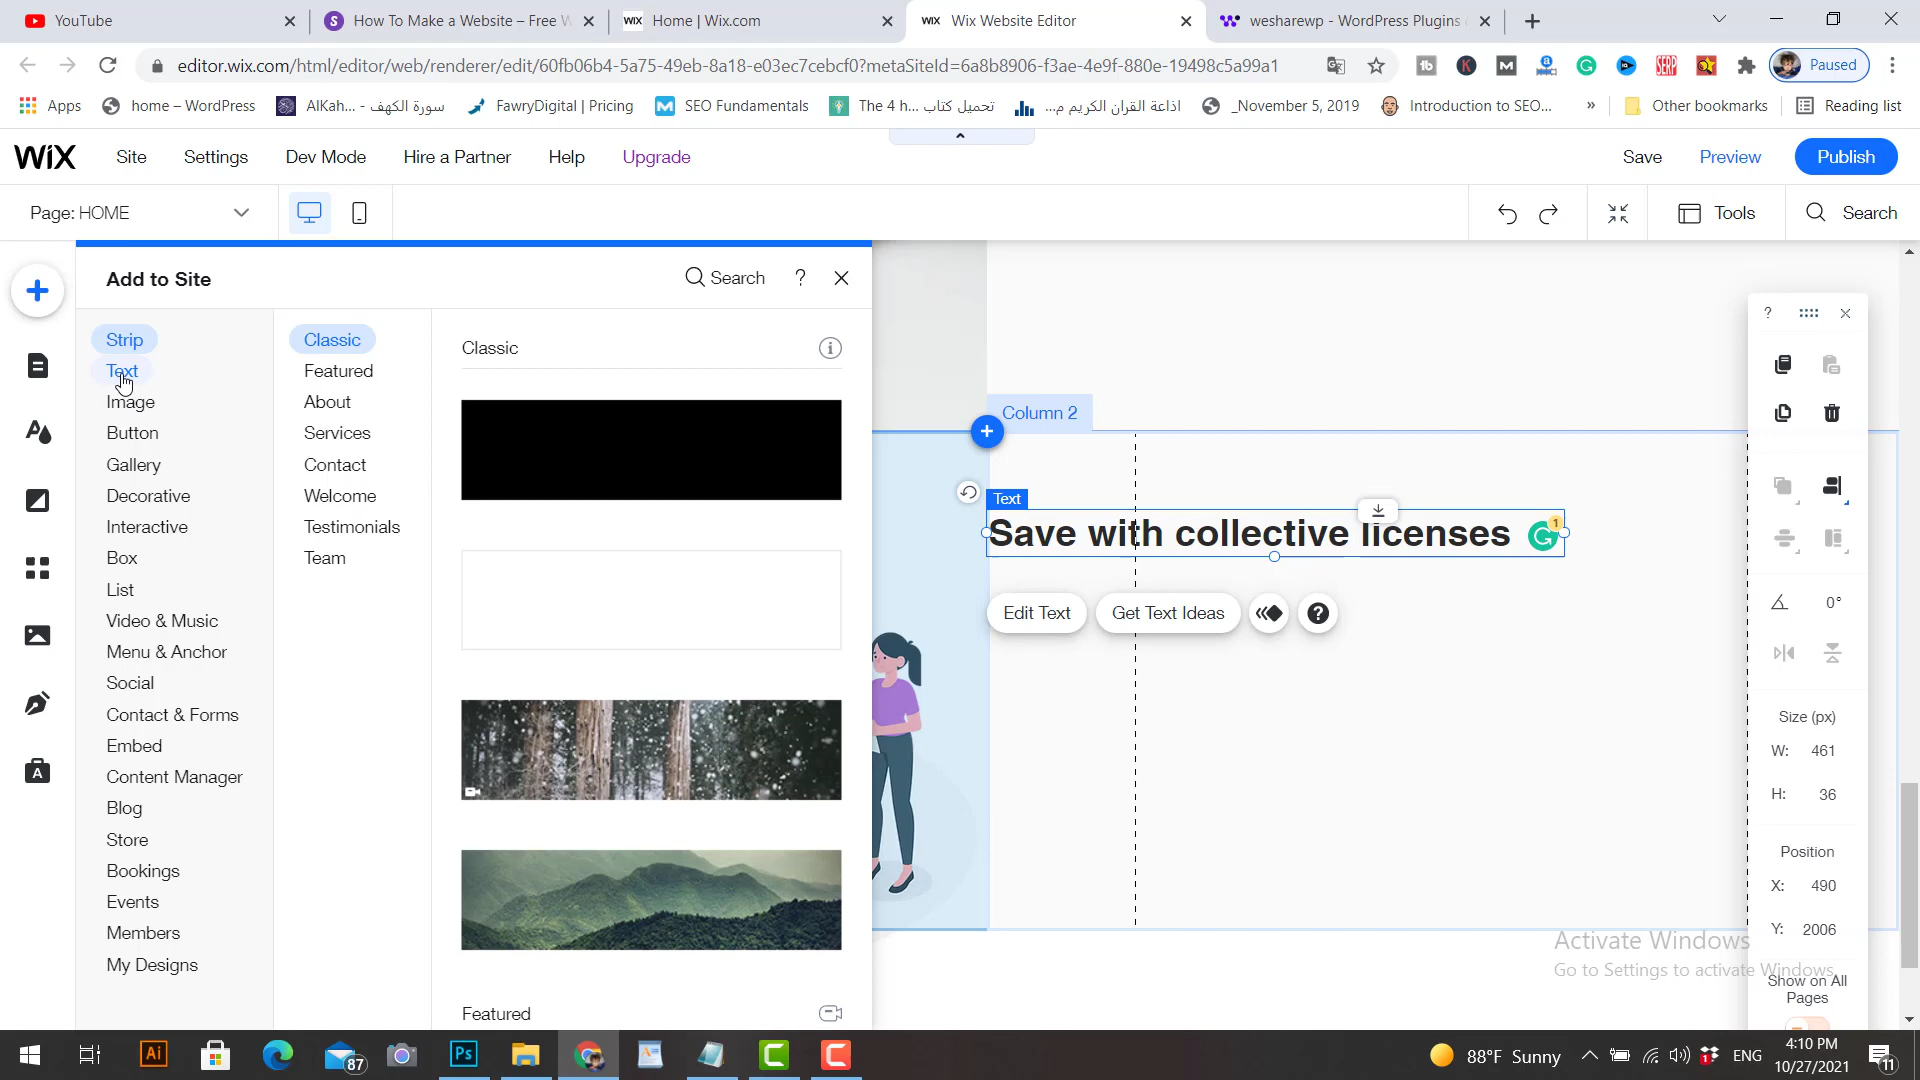 YouTube
How To Make a Website – Free W
WIX Home | Wix.com
WIX Wix Website Editor
wesharewp - WordPress Plugins
editor.wix.com/html/editor/web/renderer/edit/60fb06b4-5a75-49eb-8a18-e03ec7cebcf0?metaSiteId=6a8b8906-f3ae-4e9f-880e-19498c5a99a1
Paused
Apps
home – WordPress
AlKah... - سورة الكهف
FawryDigital | Pricing
SEO Fundamentals
The 4 h... تحميل كتاب
اذاعة القران الكريم م...
_November 5, 2019
Introduction to SEO...
»
Other bookmarks
Reading list
WIX
Site
Settings
Dev Mode
Hire a Partner
Help
Upgrade
Save
Preview
Publish
Page: HOME
Tools
Search
Add to Site
Search
?
Strip
Text
Image
Button
Gallery
Decorative
Interactive
Box
List
Video & Music
Menu & Anchor
Social
Contact & Forms
Embed
Content Manager
Blog
Store
Bookings
Events
Members
My Designs
Classic
Featured
About
Services
Contact
Welcome
Testimonials
Team
Classic
Featured
Column 2
Text
Save with collective licenses
1
Edit Text
Get Text Ideas
?
?
0°
Size (px)
W: 461
H: 36
Position
X: 490
Y: 2006
Show on All
Pages
Activate Windows
Go to Settings to activate Windows.
Ai
87
Ps
88°F Sunny
ENG
4:10 PM
10/27/2021
11